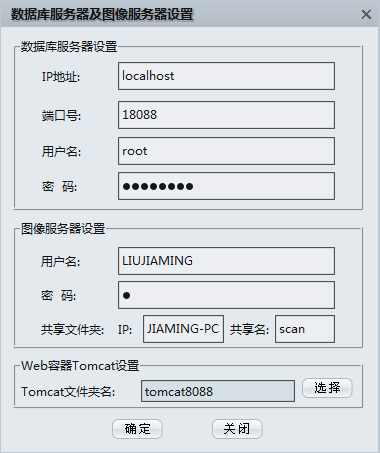 数据库服务器及图像服务器设置
数据库服务器设置
IP地址: localhost
端口号: 18088
用户名: root
密 码: ●●●●●●●●
图像服务器设置
用户名: LIUJIAMING
密 码: ●
共享文件夹: IP: JIAMING-PC 共享名: scan
Web容器Tomcat设置
Tomcat文件夹名: tomcat8088 选择
确定 关闭